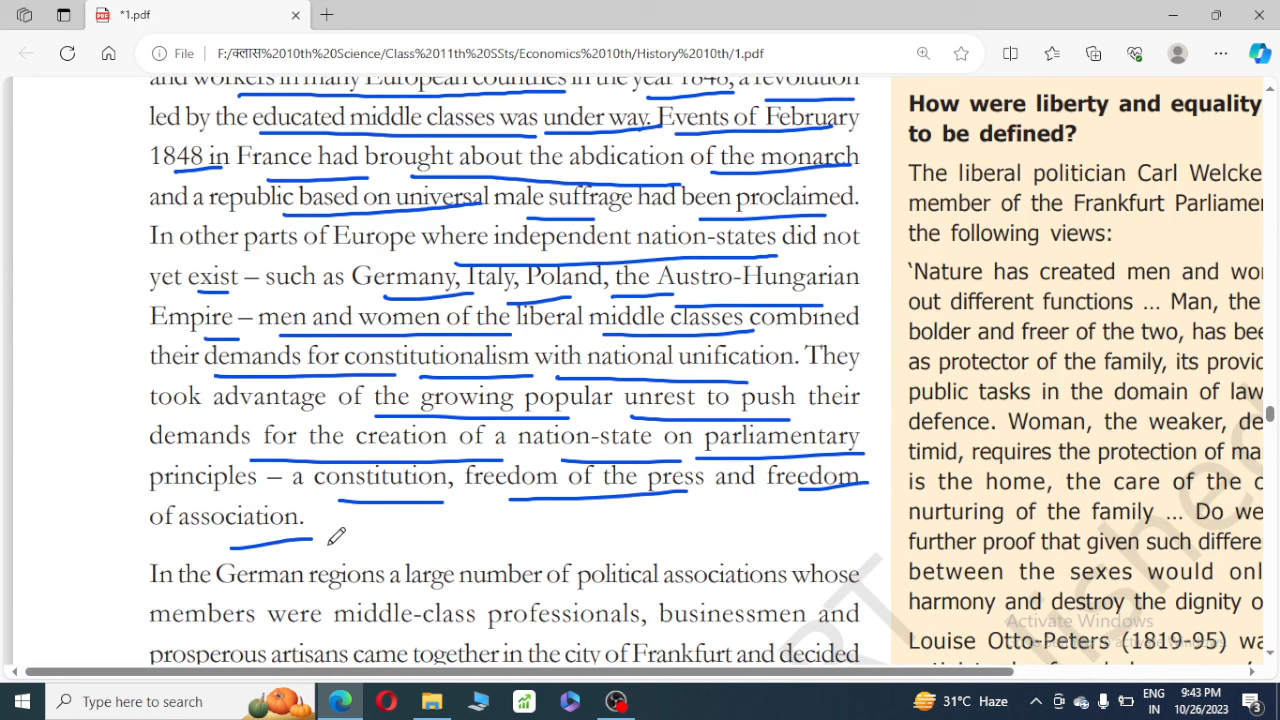 *1.pdf
File
F:/क्लास%2010th%20Science/Class%2011th%20SSts/Economics%2010th/History%2010th/1.pdf
and workers in many European countries in the year 1848, a revolution
led by the educated middle classes was under way. Events of February
1848 in France had brought about the abdication of the monarch
and a republic based on universal male suffrage had been proclaimed.
In other parts of Europe where independent nation-states did not
yet exist – such as Germany, Italy, Poland, the Austro-Hungarian
Empire – men and women of the liberal middle classes combined
their demands for constitutionalism with national unification. They
took advantage of the growing popular unrest to push their
demands for the creation of a nation-state on parliamentary
principles – a constitution, freedom of the press and freedom
of association.
In the German regions a large number of political associations whose
members were middle-class professionals, businessmen and
prosperous artisans came together in the city of Frankfurt and decided
How were liberty and equality
to be defined?
The liberal politician Carl Welcke
member of the Frankfurt Parliamen
the following views:
‘Nature has created men and wo
out different functions … Man, the
bolder and freer of the two, has bee
as protector of the family, its provid
public tasks in the domain of law
defence. Woman, the weaker, de
timid, requires the protection of ma
is the home, the care of the c
nurturing of the family … Do we
further proof that given such differe
between the sexes would onl
harmony and destroy the dignity o
Louise Otto-Peters (1819-95) wa
Activate Windows
Type here to search
31°C Haze
ENG
IN
9:43 PM
10/26/2023
3